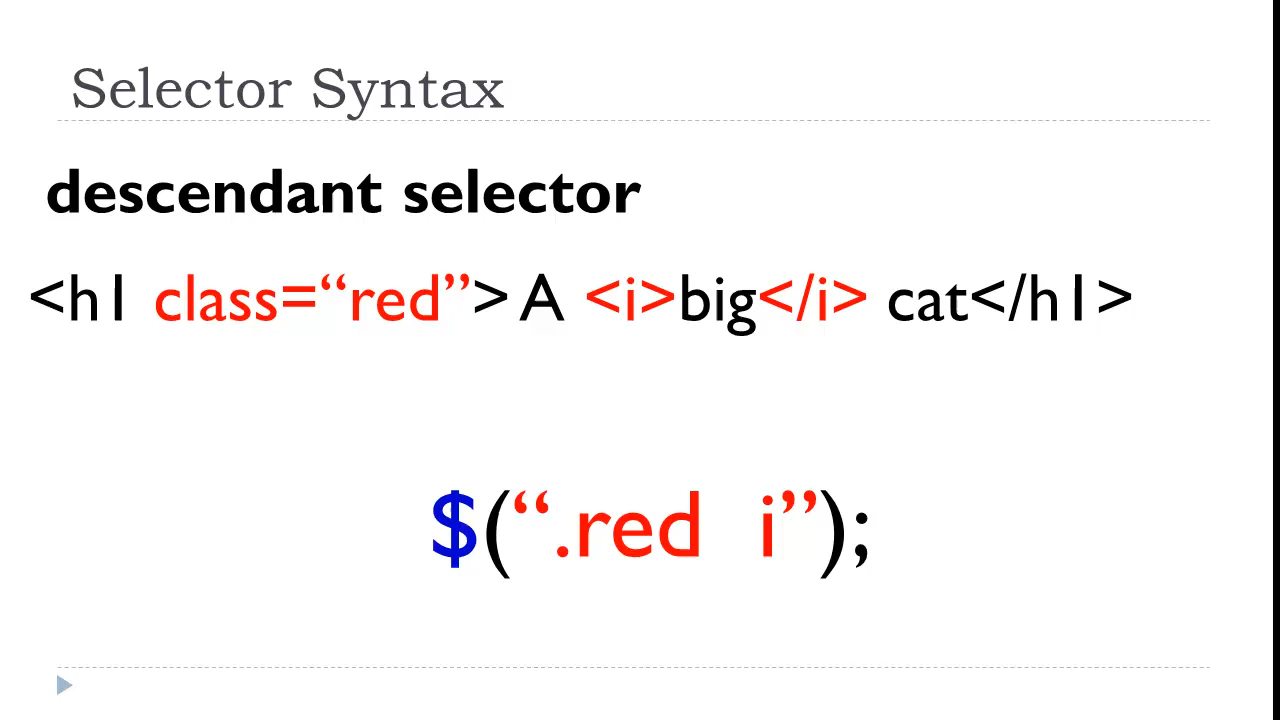 Selector Syntax
descendant selector
<h1 class=“red”> A <i>big</i> cat</h1>
$(“.red i”);